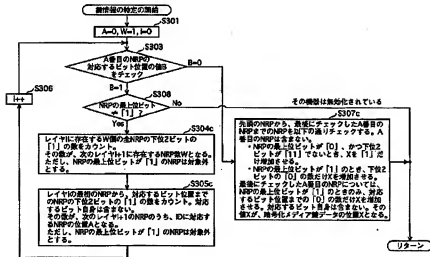 鍵情報の特定の開始
S301
A=0, W=1, i=0
S303
A番目のNRPの
対応するビット位置の値B
をチェック
B=0
B=1
S306
i++
S308
NRPの最上位ビット
≠「1」?
No
Yes
その機器は無効化されている
S304c
レイヤiに存在するW個の全NRPの下位2ビットの
「1」の数をカウント。
その数が、次のレイヤi+1に存在するNRP数Wとなる。
ただし、NRPの最上位ビットが「1」のNRPは対象外
とする。
S305c
レイヤi最初のNRPから、対応するビット位置まで
のNRPの下位2ビットの「1」の数をカウント。対応
するビット自身は含まない。
その数が、次のレイヤi+1のNRPのうち、IDに対応す
るNRPの位置Aとなる。
ただし、NRPの最上位ビットが「1」のNRPは対象外
とする。
S307c
先頭のNRPから、最後にチェックしたA番目の
NRPまでのNRPを以下の通りチェックする。A
番目のNRPは含まない。
・NRPの最上位ビットが「0」、かつ下位2
ビットが「11」でないとき、Xを「1」だ
け増加させる。
・NRPの最上位ビットが「1」のとき、下位2
ビットの「0」の数だけXを増加させる。
最後にチェックしたA番目のNRPについては、
NRPの最上位ビットが「1」のときのみ、対応
するビット位置までの「0」の数だけXを増加
させる。対応するビット自身は含まない。その
値Xが、暗号化メディア鍵データの位置Xとなる。
リターン